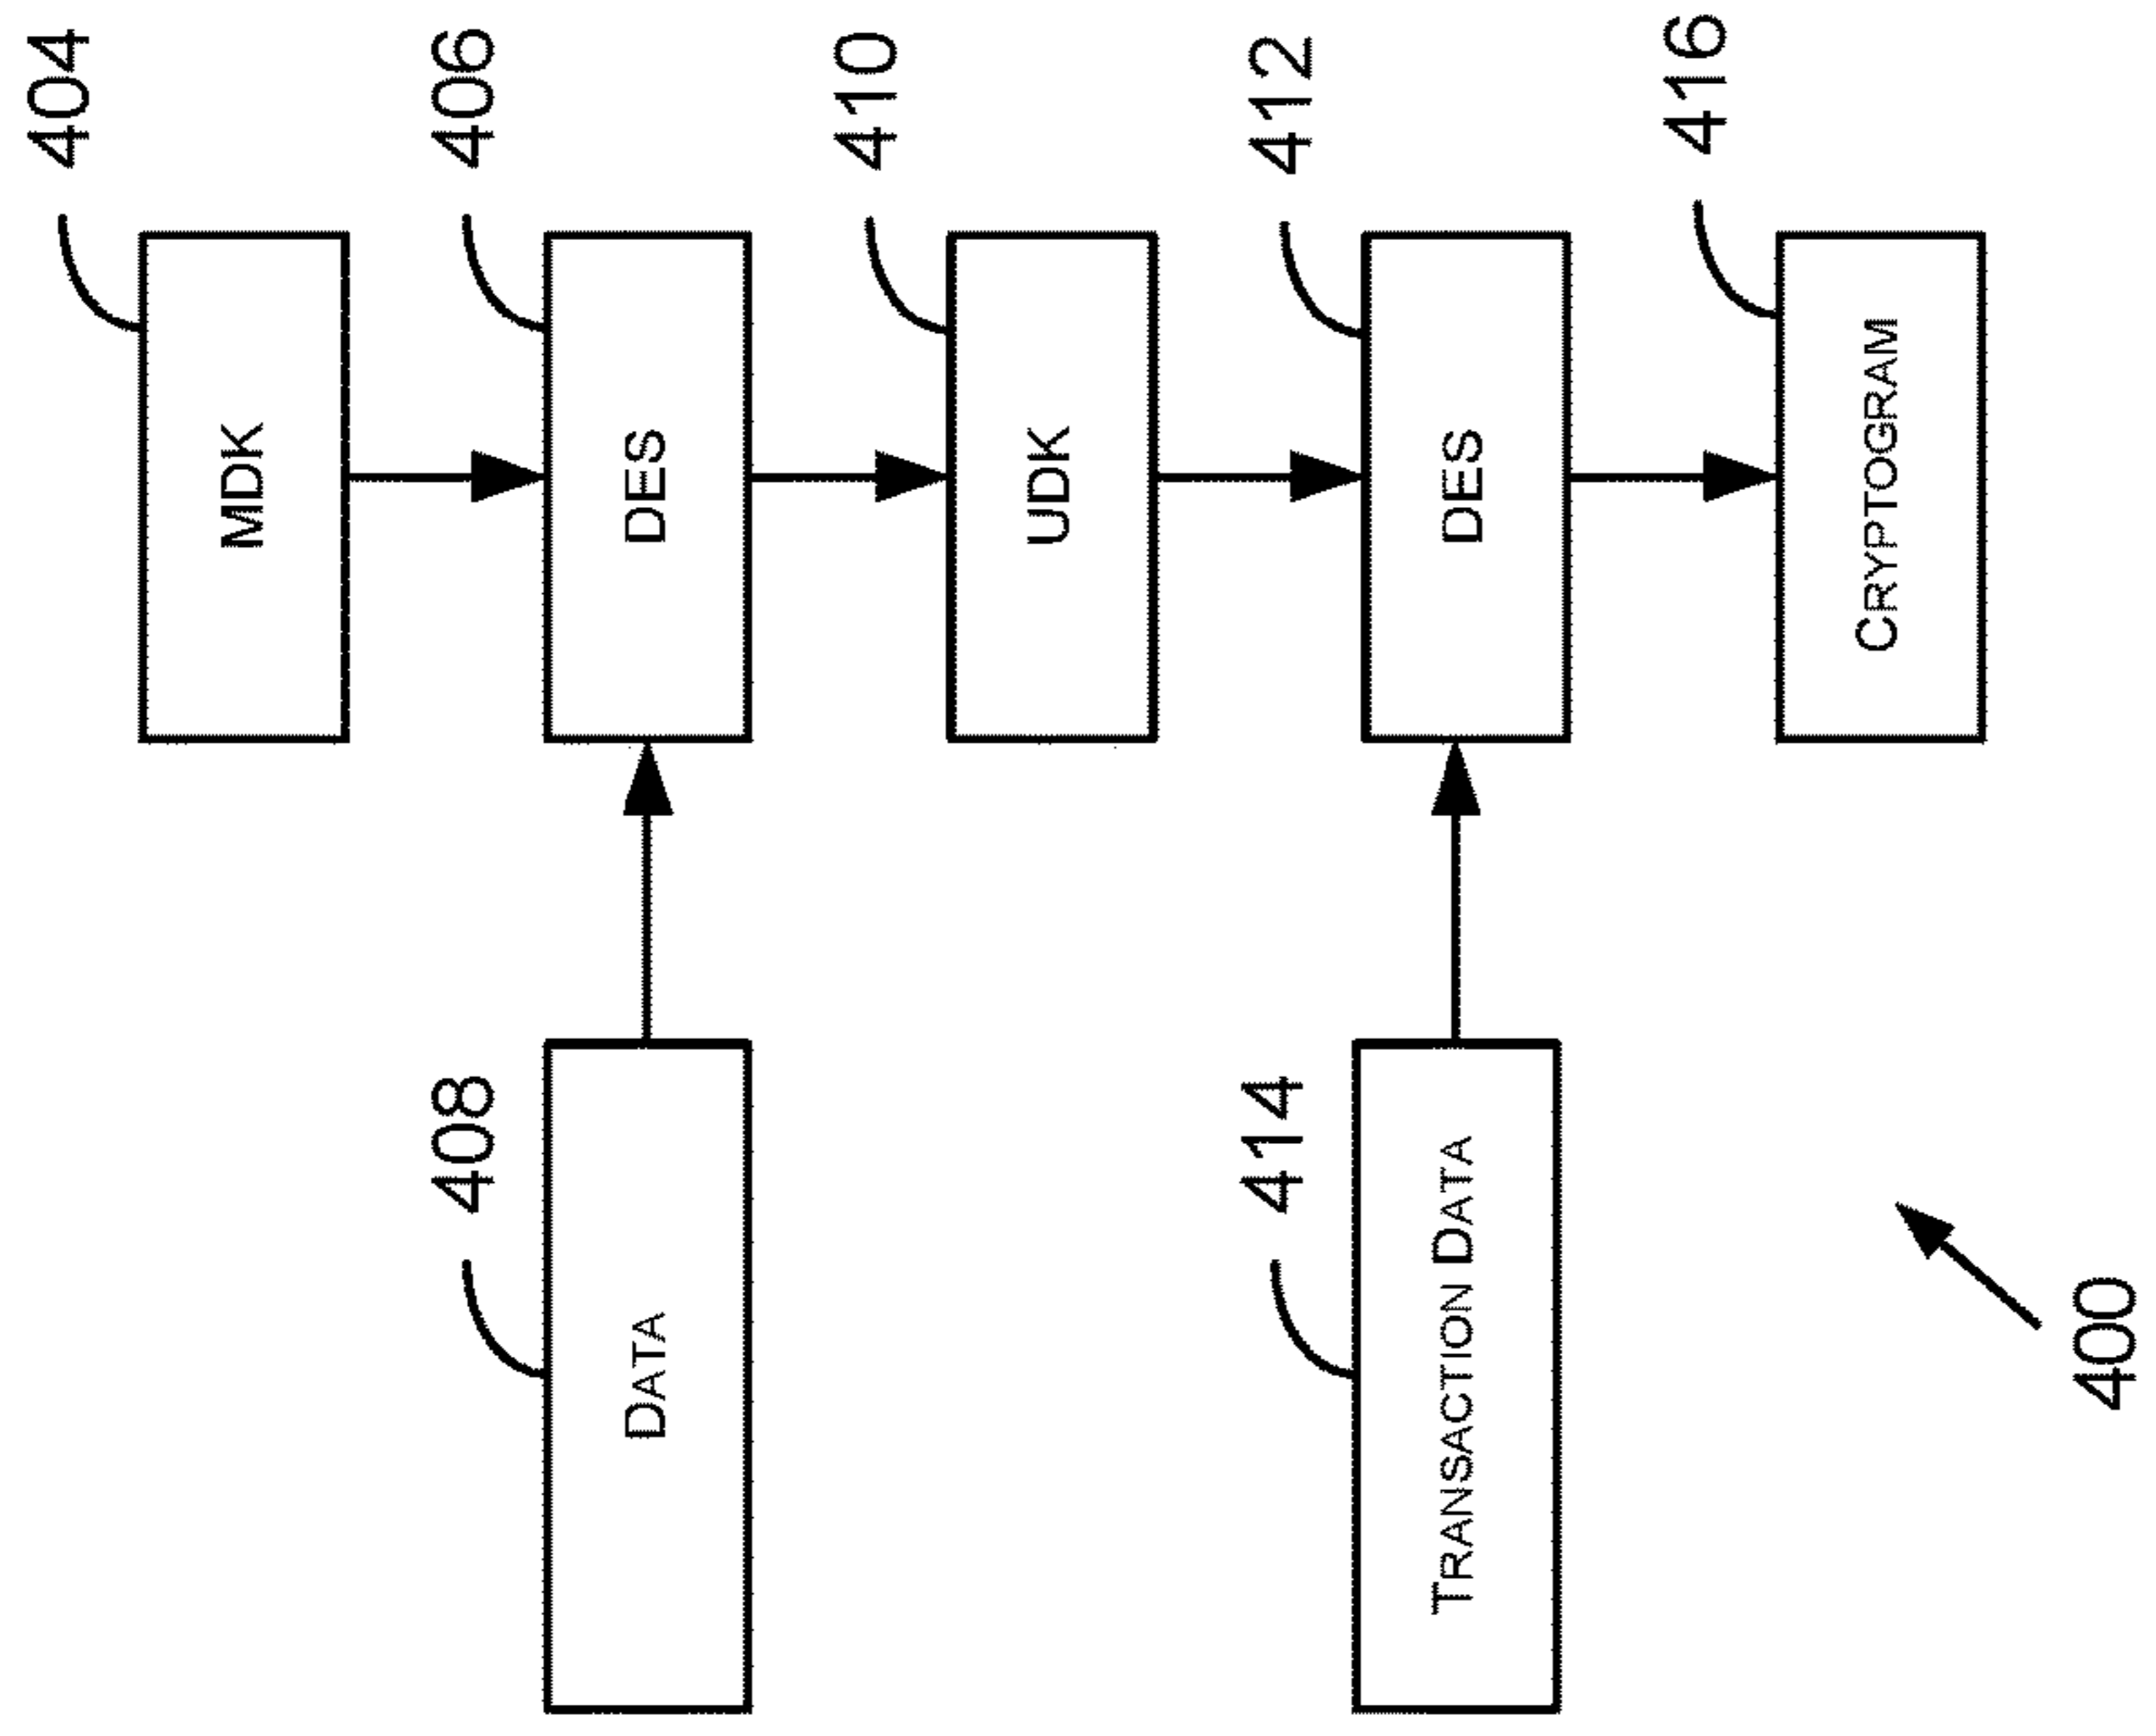 404
MDK
406
DES
408
DATA
410
UDK
412
DES
414
TRANSACTION DATA
416
CRYPTOGRAM
400